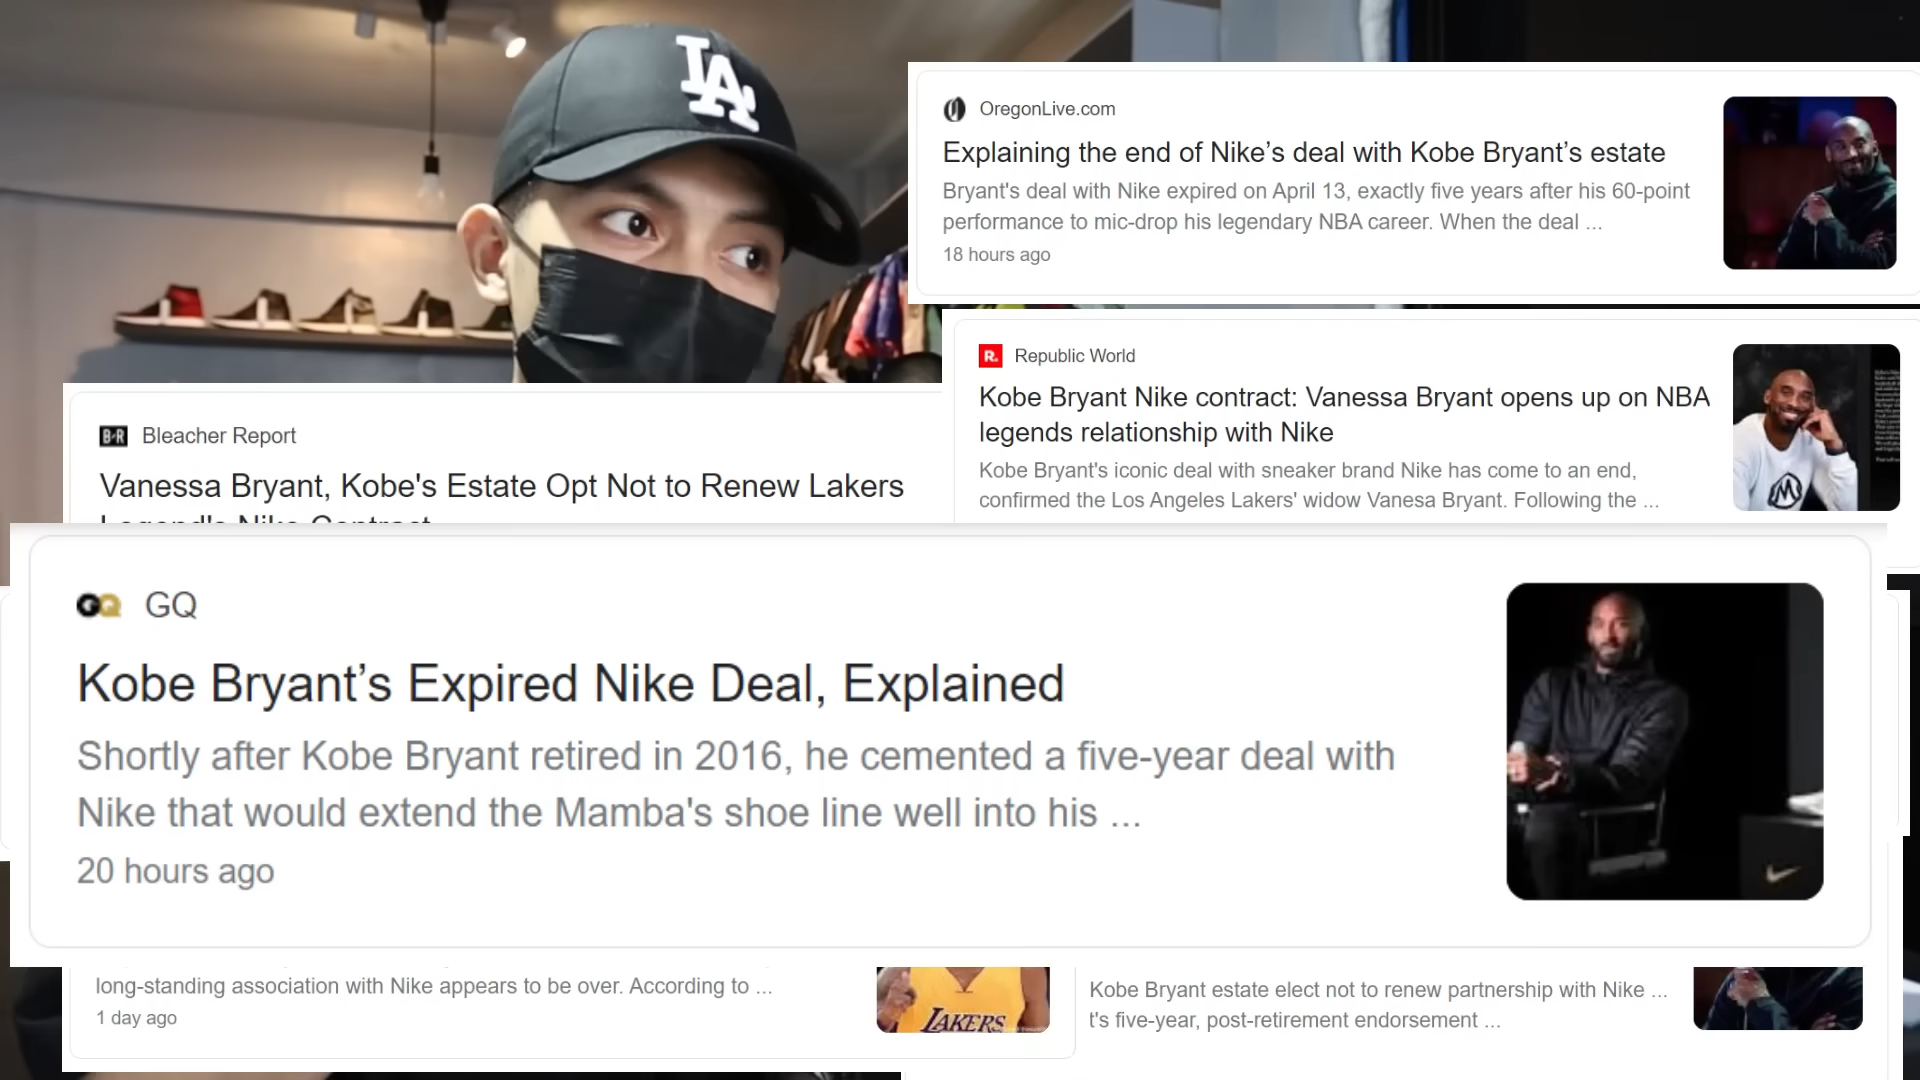 LA
OregonLive.com
Explaining the end of Nike’s deal with Kobe Bryant’s estate
Bryant's deal with Nike expired on April 13, exactly five years after his 60-point
performance to mic-drop his legendary NBA career. When the deal ...
18 hours ago
R.
Republic World
Kobe Bryant Nike contract: Vanessa Bryant opens up on NBA
legends relationship with Nike
Kobe Bryant's iconic deal with sneaker brand Nike has come to an end,
confirmed the Los Angeles Lakers' widow Vanesa Bryant. Following the ...
B/R
Bleacher Report
Vanessa Bryant, Kobe's Estate Opt Not to Renew Lakers
Legend's Nike Contract
GQ
GQ
Kobe Bryant’s Expired Nike Deal, Explained
Shortly after Kobe Bryant retired in 2016, he cemented a five-year deal with
Nike that would extend the Mamba's shoe line well into his ...
20 hours ago
long-standing association with Nike appears to be over. According to ...
1 day ago
LAKERS
Kobe Bryant estate elect not to renew partnership with Nike ...
t's five-year, post-retirement endorsement ...